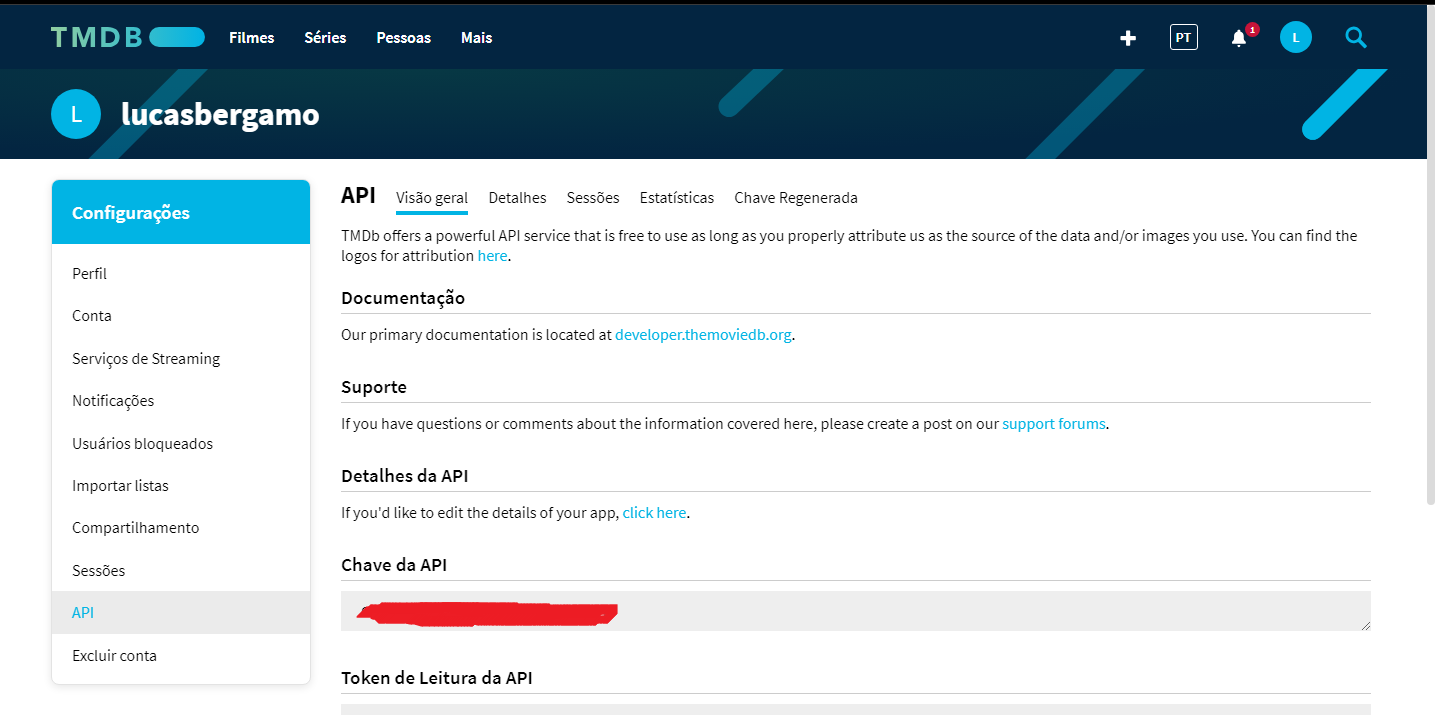 TMDB Filmes Séries Pessoas Mais PT 1 L
L lucasbergamo
Configurações
Perfil
Conta
Serviços de Streaming
Notificações
Usuários bloqueados
Importar listas
Compartilhamento
Sessões
API
Excluir conta
API Visão geral Detalhes Sessões Estatísticas Chave Regenerada
TMDb offers a powerful API service that is free to use as long as you properly attribute us as the source of the data and/or images you use. You can find the
logos for attribution here.
Documentação
Our primary documentation is located at developer.themoviedb.org.
Suporte
If you have questions or comments about the information covered here, please create a post on our support forums.
Detalhes da API
If you'd like to edit the details of your app, click here.
Chave da API
Token de Leitura da API